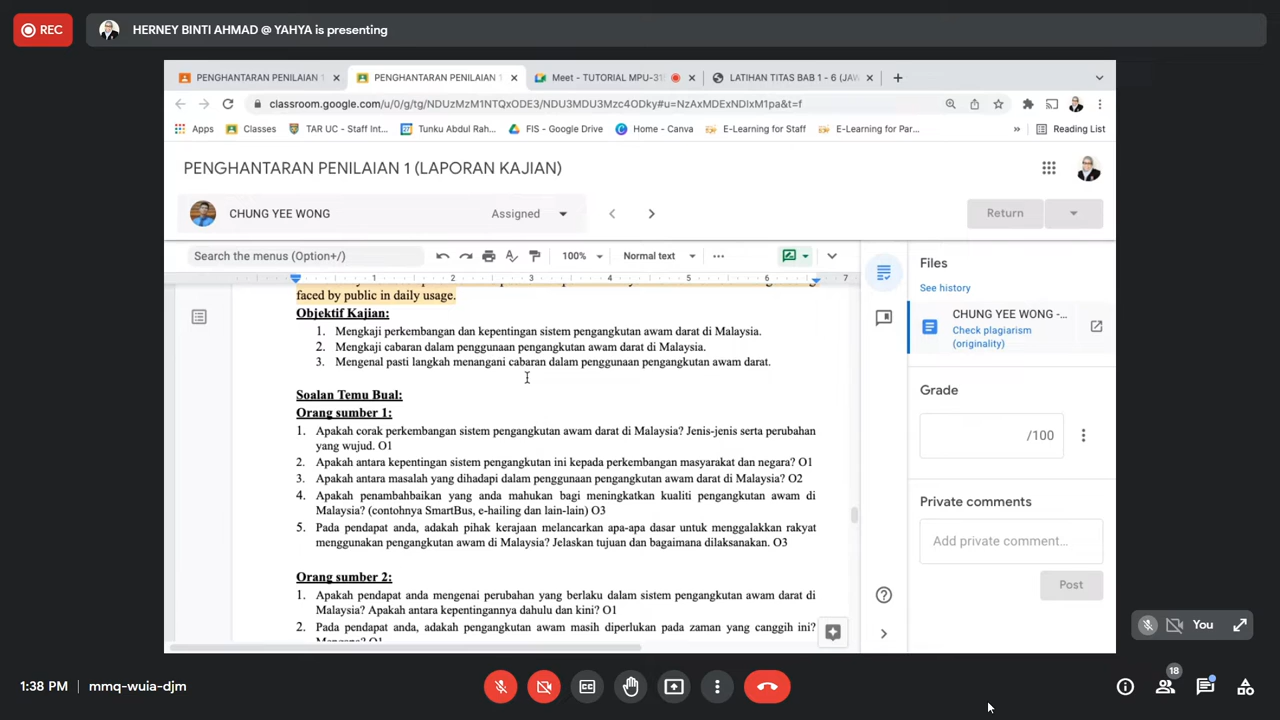 REC
HERNEY BINTI AHMAD @ YAHYA is presenting
PENGHANTARAN PENILAIAN 1
PENGHANTARAN PENILAIAN 1
Meet - TUTORIAL MPU-31
LATIHAN TITAS BAB 1 - 6 (JAW
classroom.google.com/u/0/g/tg/NDUzMzM1NTQxODE3/NDU3MDU3Mzc4ODky#u=NzAxMDExNDIxM1pa&t=f
Apps
Classes
TAR UC - Staff Int...
Tunku Abdul Rah...
FIS - Google Drive
Home - Canva
E-Learning for Staff
E-Learning for Par...
»
Reading List
PENGHANTARAN PENILAIAN 1 (LAPORAN KAJIAN)
CHUNG YEE WONG
Assigned
Return
Search the menus (Option+/)
100%
Normal text
1 2 3 4 5 6 7
faced by public in daily usage.
Objektif Kajian:
1. Mengkaji perkembangan dan kepentingan sistem pengangkutan awam darat di Malaysia.
2. Mengkaji cabaran dalam penggunaan pengangkutan awam darat di Malaysia.
3. Mengenal pasti langkah menangani cabaran dalam penggunaan pengangkutan awam darat.
Soalan Temu Bual:
Orang sumber 1:
1. Apakah corak perkembangan sistem pengangkutan awam darat di Malaysia? Jenis-jenis serta perubahan
yang wujud. O1
2. Apakah antara kepentingan sistem pengangkutan ini kepada perkembangan masyarakat dan negara? O1
3. Apakah antara masalah yang dihadapi dalam penggunaan pengangkutan awam darat di Malaysia? O2
4. Apakah penambahbaikan yang anda mahukan bagi meningkatkan kualiti pengangkutan awam di
Malaysia? (contohnya SmartBus, e-hailing dan lain-lain) O3
5. Pada pendapat anda, adakah pihak kerajaan melancarkan apa-apa dasar untuk menggalakkan rakyat
menggunakan pengangkutan awam di Malaysia? Jelaskan tujuan dan bagaimana dilaksanakan. O3
Orang sumber 2:
1. Apakah pendapat anda mengenai perubahan yang berlaku dalam sistem pengangkutan awam darat di
Malaysia? Apakah antara kepentingannya dahulu dan kini? O1
2. Pada pendapat anda, adakah pengangkutan awam masih diperlukan pada zaman yang canggih ini?
Files
See history
CHUNG YEE WONG -...
Check plagiarism
(originality)
Grade
/100
Private comments
Add private comment...
Post
You
1:38 PM
mmq-wuia-djm
18